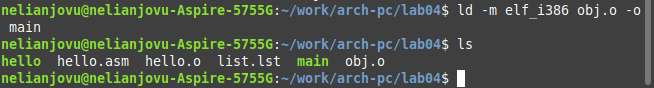 nelianjovu@nelianjovu-Aspire-5755G:~/work/arch-pc/lab04$ ld -m elf_i386 obj.o -o
 main
nelianjovu@nelianjovu-Aspire-5755G:~/work/arch-pc/lab04$ ls
hello  hello.asm  hello.o  list.lst  main  obj.o
nelianjovu@nelianjovu-Aspire-5755G:~/work/arch-pc/lab04$